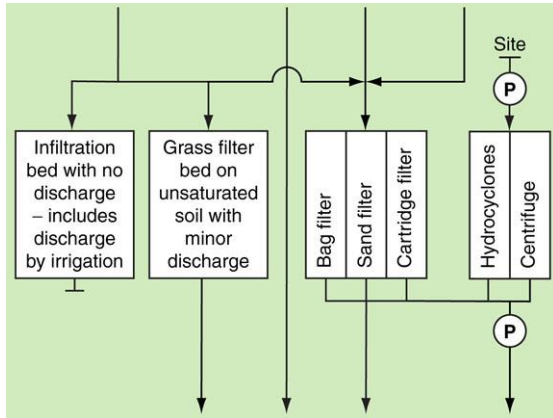 Site
P
Infiltration
bed with no
discharge
– includes
discharge
by irrigation
Grass filter
bed on
unsaturated
soil with
minor
discharge
Bag filter
Sand filter
Cartridge filter
Hydrocyclones
Centrifuge
P